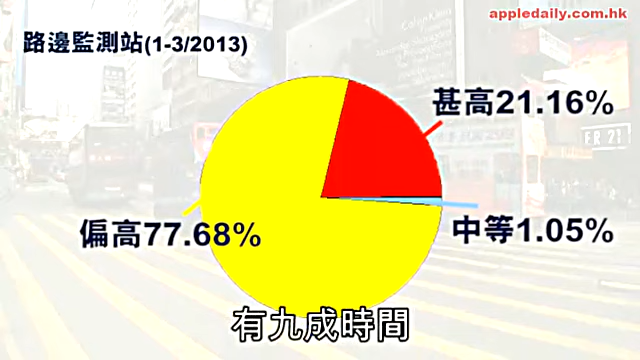 appledaily.com.hk
路邊監測站(1-3/2013)
甚高21.16%
偏高77.68%
中等1.05%
有九成時間